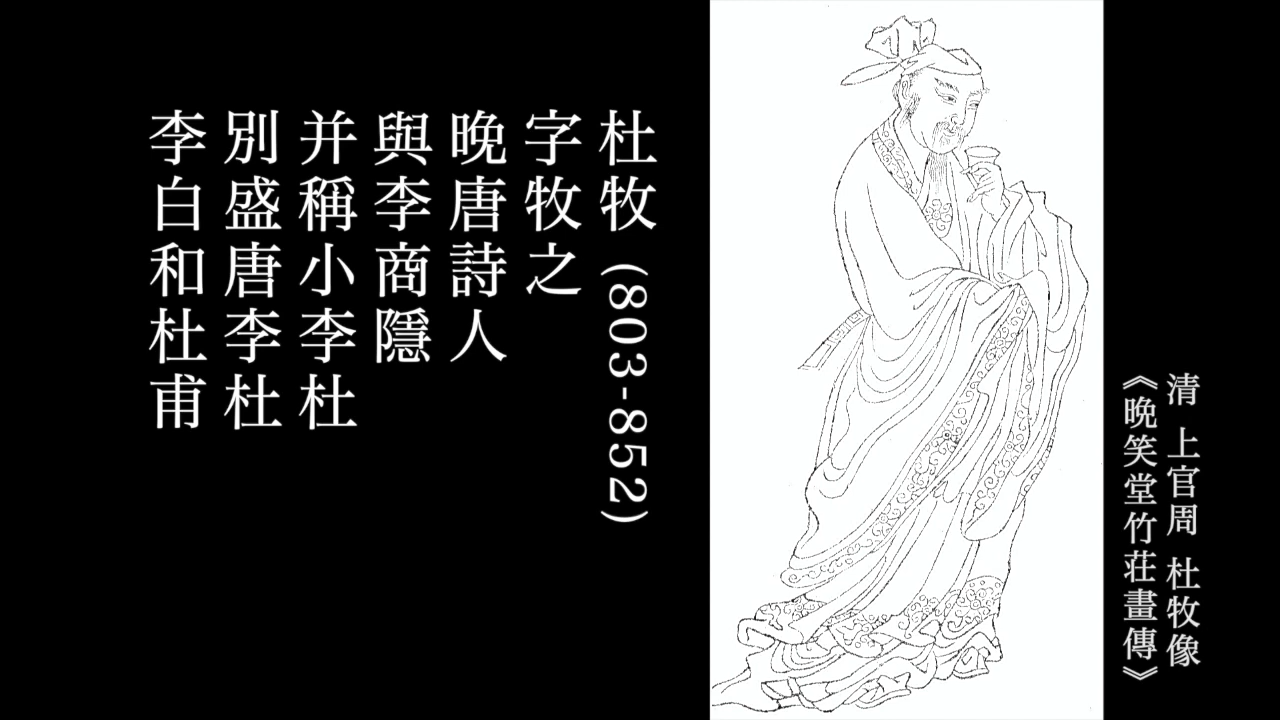 清 上官周 杜牧像
《晚笑堂竹莊畫傳》
杜牧 (803-852)
字牧之
晚唐詩人
與李商隱
并稱小李杜
別盛唐李杜
李白和杜甫